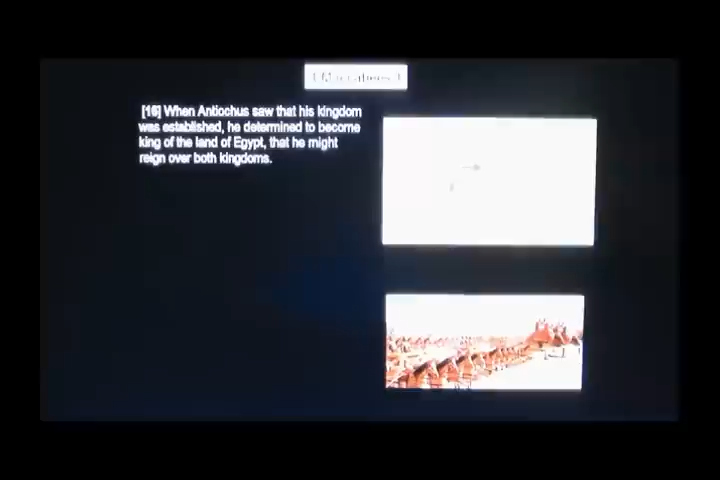 1 Maccabees 1
[16] When Antiochus saw that his kingdom
was established, he determined to become
king of the land of Egypt, that he might
reign over both kingdoms.